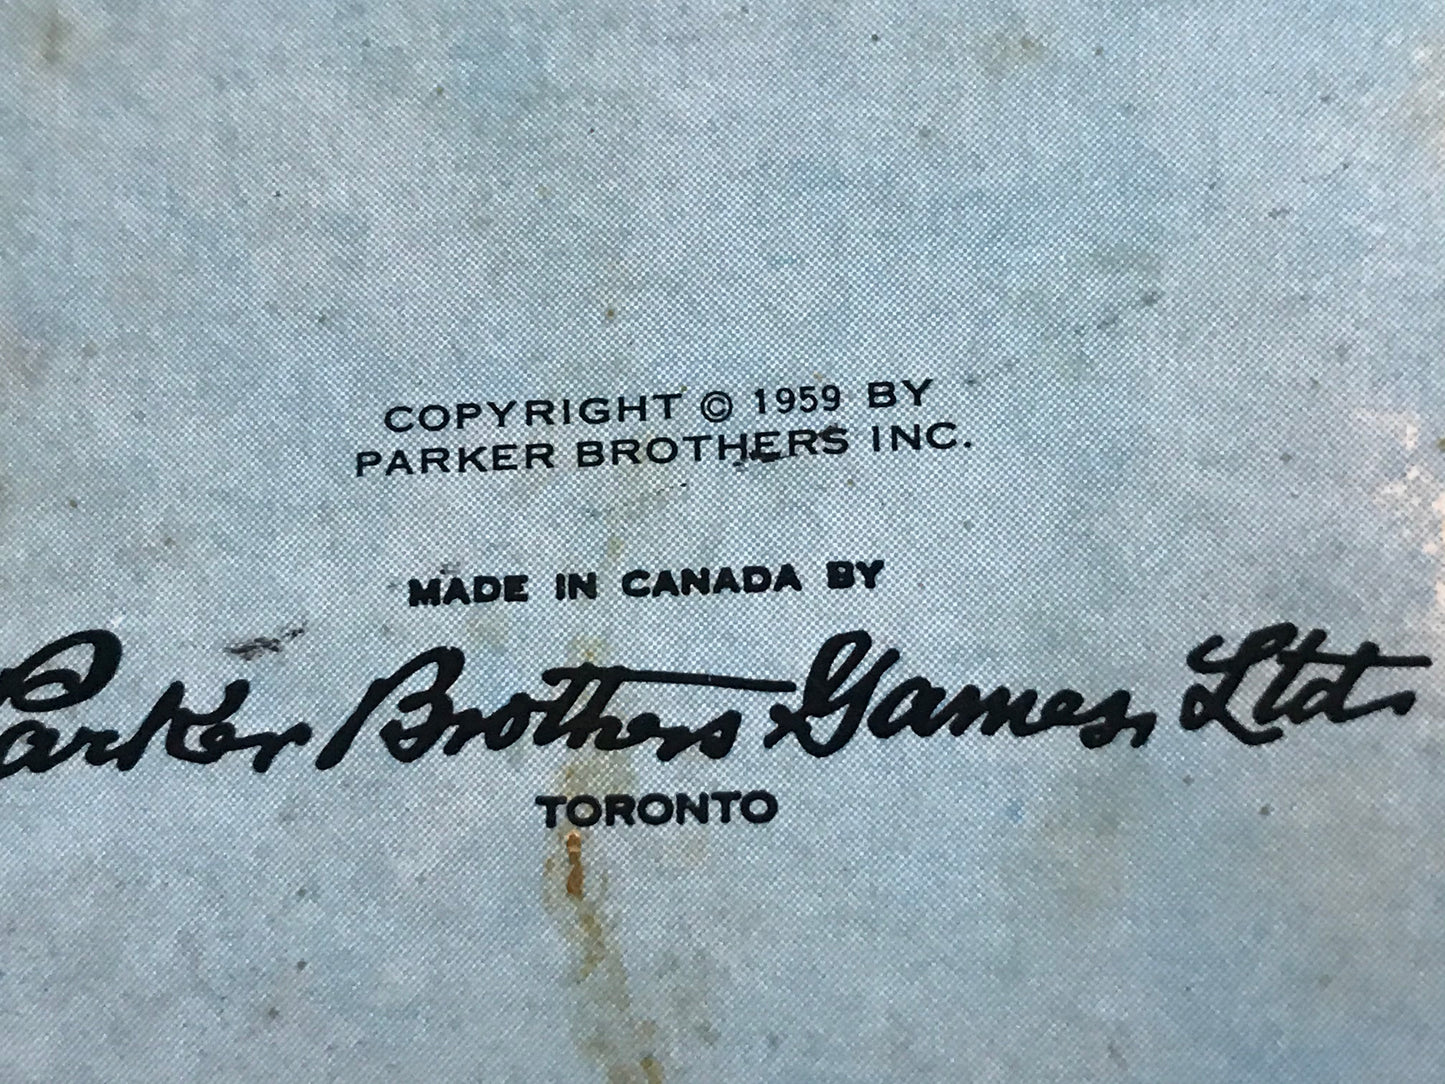 COPYRIGHT © 1959 BY
PARKER BROTHERS INC.
MADE IN CANADA BY
Parker Brothers Games, Ltd.
TORONTO